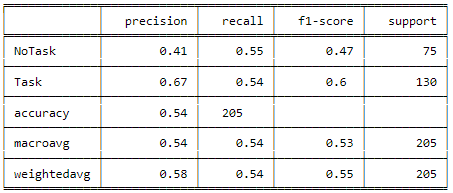 precision recall f1-score support
NoTask 0.41 0.55 0.47 75
Task 0.67 0.54 0.6 130
accuracy 0.54 205
macroavg 0.54 0.54 0.53 205
weightedavg 0.58 0.54 0.55 205